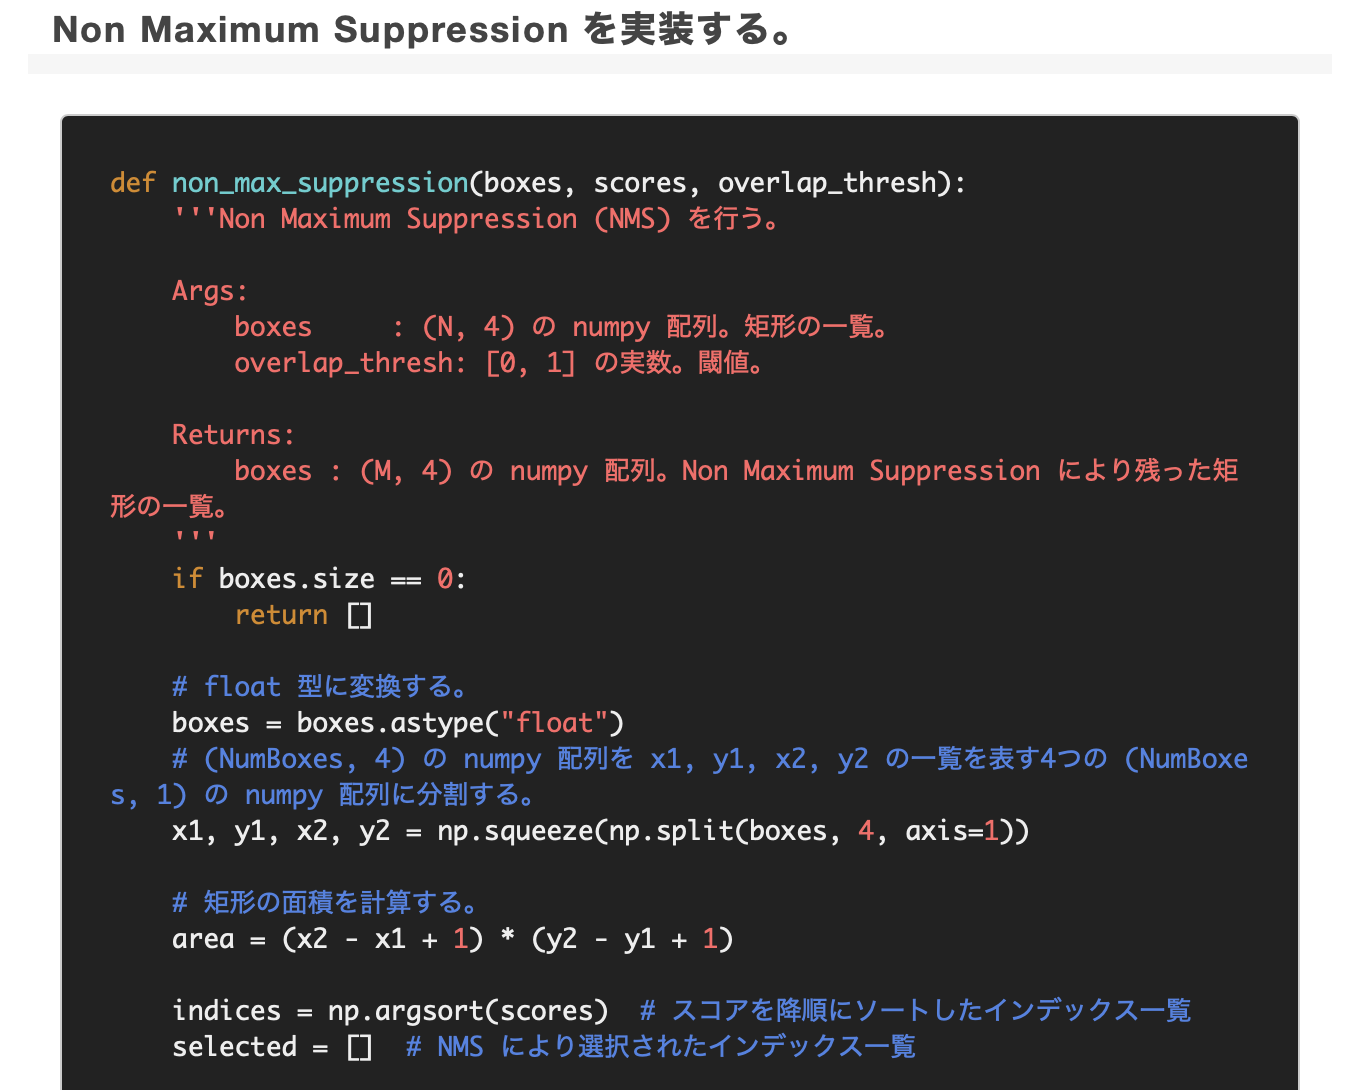 Non Maximum Suppression を実装する。
def non_max_suppression(boxes, scores, overlap_thresh):
    '''Non Maximum Suppression (NMS) を行う。
    Args:
        boxes     : (N, 4) の numpy 配列。矩形の一覧。
        overlap_thresh: [0, 1] の実数。閾値。
    Returns:
        boxes : (M, 4) の numpy 配列。Non Maximum Suppression により残った矩
形の一覧。
    '''
    if boxes.size == 0:
        return []
    # float 型に変換する。
    boxes = boxes.astype("float")
    # (NumBoxes, 4) の numpy 配列を x1, y1, x2, y2 の一覧を表す4つの (NumBoxe
s, 1) の numpy 配列に分割する。
    x1, y1, x2, y2 = np.squeeze(np.split(boxes, 4, axis=1))
    # 矩形の面積を計算する。
    area = (x2 - x1 + 1) * (y2 - y1 + 1)
    indices = np.argsort(scores)  # スコアを降順にソートしたインデックス一覧
    selected = []  # NMS により選択されたインデックス一覧